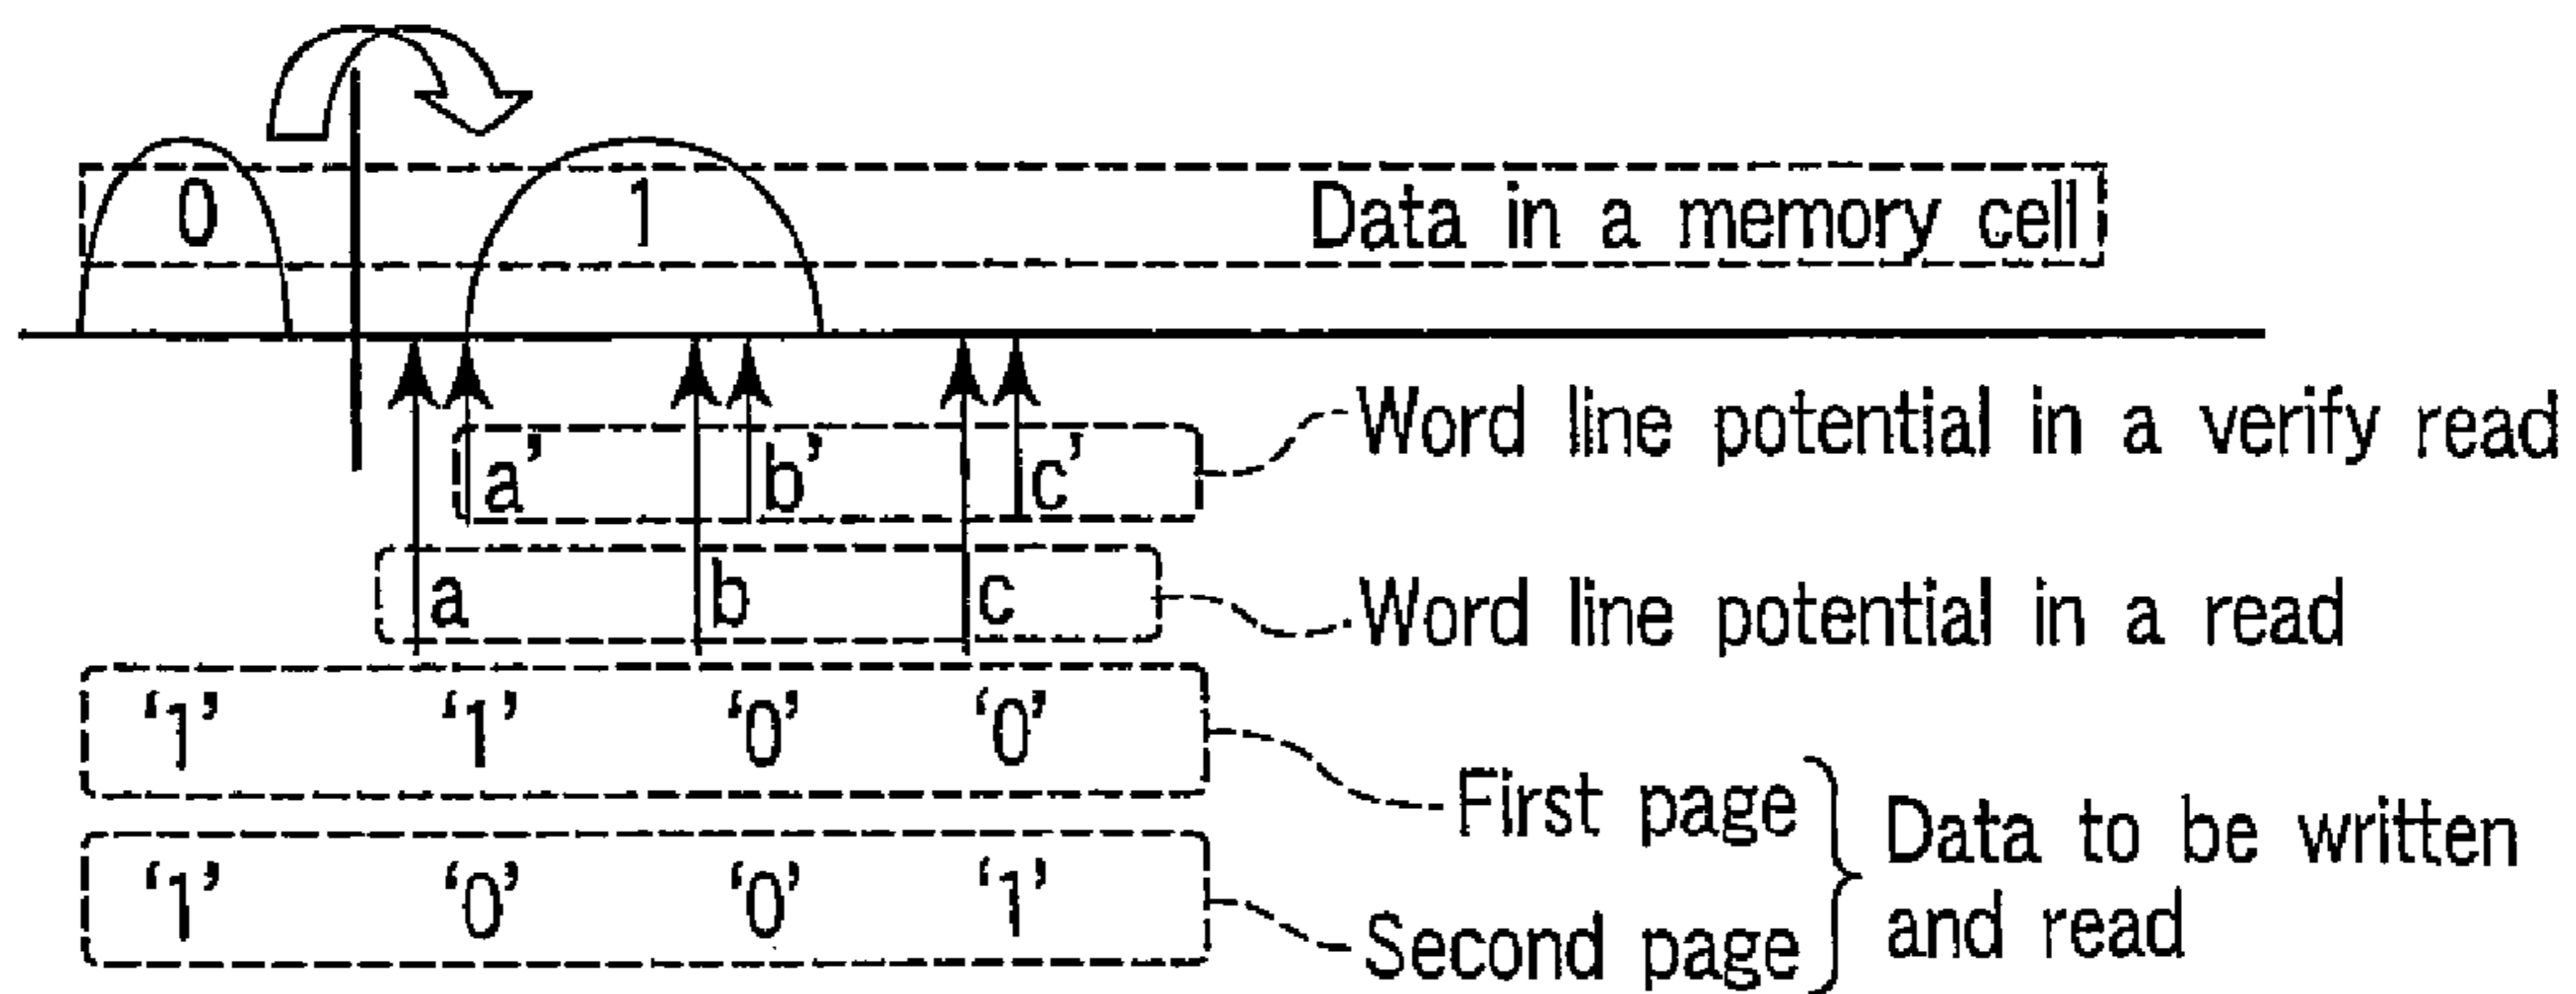 0 1 Data in a memory cell
a’ b’ c’ Word line potential in a verify read
a b c Word line potential in a read
‘1’ ‘1’ ‘0’ ‘0’
First page
‘1’ ‘0’ ‘0’ ‘1’
Second page
Data to be written
and read